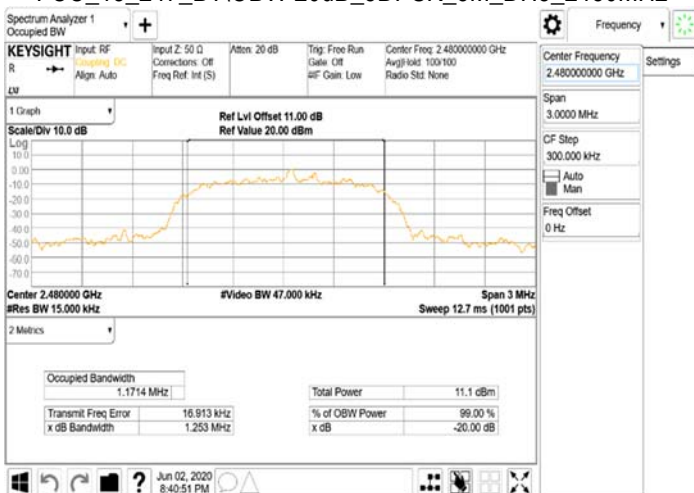 Spectrum Analyzer 1
Occupied BW
+
Frequency
KEYSIGHT
R
Input: RF
Coupling: DC
Align: Auto
Input Z: 50 Ω
Corrections: Off
Freq Ref: Int (S)
Atten: 20 dB
Trig: Free Run
Gate: Off
#IF Gain: Low
Center Freq: 2.480000000 GHz
Avg|Hold: 100/100
Radio Std: None
Center Frequency
2.480000000 GHz
Settings
Span
3.0000 MHz
CF Step
300.000 kHz
Auto
Man
Freq Offset
0 Hz
1 Graph
Scale/Div 10.0 dB
Ref Lvl Offset 11.00 dB
Ref Value 20.00 dBm
Log
10.0
0.00
-10.0
-20.0
-30.0
-40.0
-50.0
-60.0
-70.0
Center 2.480000 GHz
#Video BW 47.000 kHz
Span 3 MHz
#Res BW 15.000 kHz
Sweep 12.7 ms (1001 pts)
2 Metrics
Occupied Bandwidth
1.1714 MHz
Total Power 11.1 dBm
Transmit Freq Error 16.913 kHz
% of OBW Power 99.00 %
x dB Bandwidth 1.253 MHz
x dB -20.00 dB
?
Jun 02, 2020
8:40:51 PM